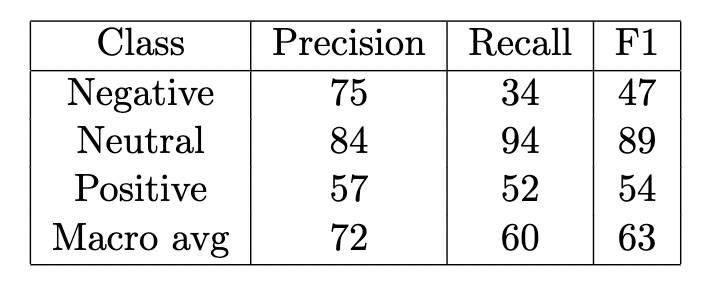 Class Precision Recall F1
Negative 75 34 47
Neutral 84 94 89
Positive 57 52 54
Macro avg 72 60 63